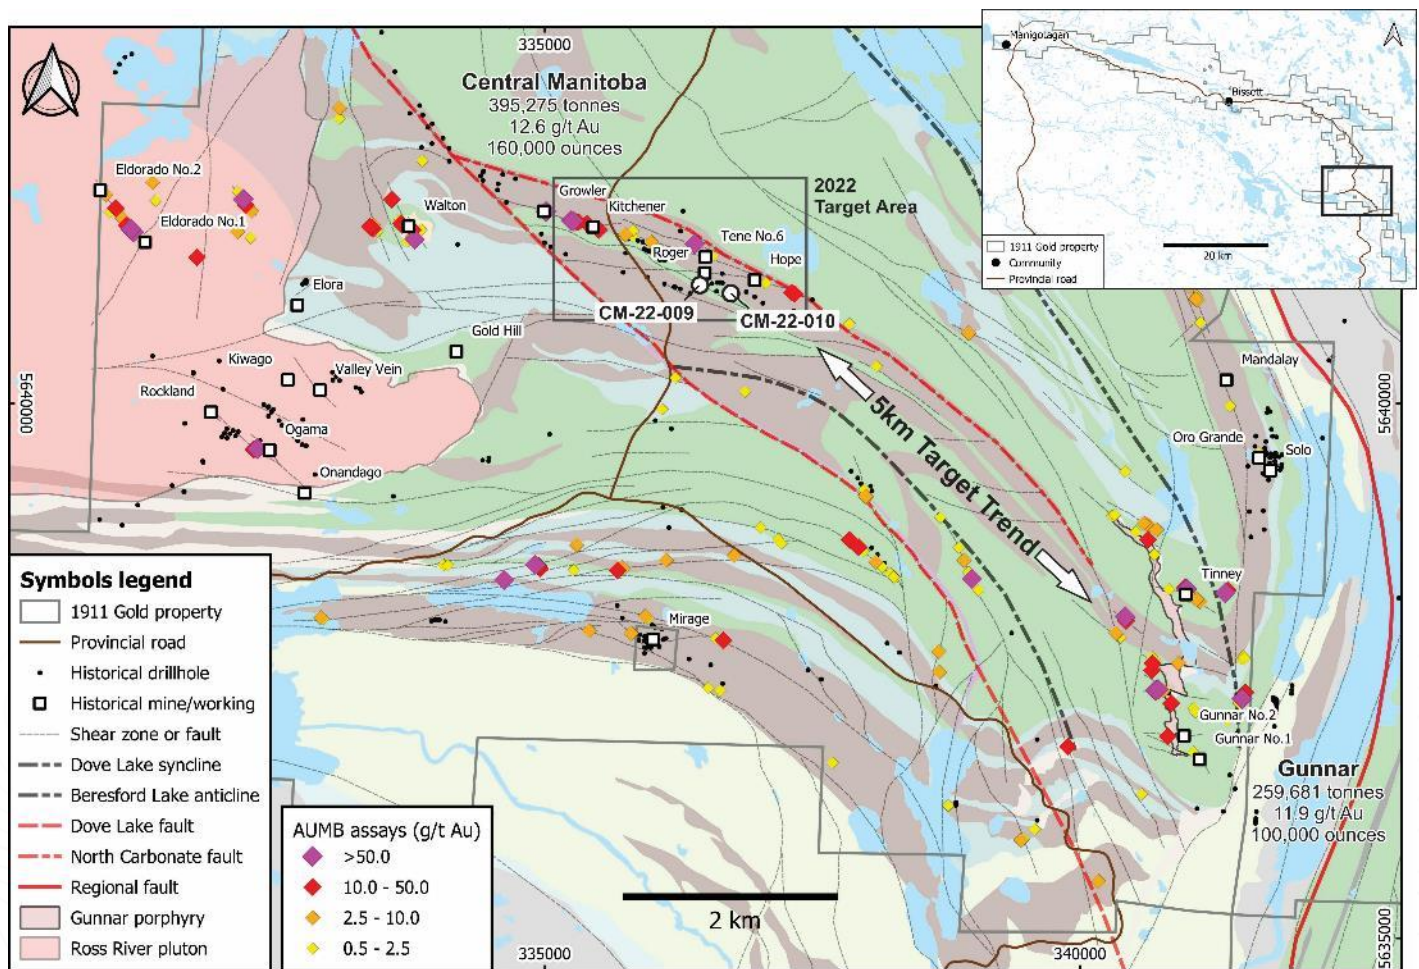 335000
Central Manitoba
395,275 tonnes
12.6 g/t Au
160,000 ounces
Manigotagan
Bissett
1911 Gold property
Community
Provincial road
20 km
2022
Target Area
Eldorado No.2
Eldorado No.1
Walton
Growler
Kitchener
Tene No.6
Roger
Hope
CM-22-009
CM-22-010
Elora
Gold Hill
Kiwago
Valley Vein
Rockland
Ogama
Onandago
5640000
5640000
Mandalay
Oro Grande
Solo
5km Target Trend
Tinney
Mirage
Gunnar No.2
Gunnar No.1
Gunnar
259,681 tonnes
11.9 g/t Au
100,000 ounces
Symbols legend
1911 Gold property
Provincial road
Historical drillhole
Historical mine/working
Shear zone or fault
Dove Lake syncline
Beresford Lake anticline
Dove Lake fault
North Carbonate fault
Regional fault
Gunnar porphyry
Ross River pluton
AUMB assays (g/t Au)
>50.0
10.0 - 50.0
2.5 - 10.0
0.5 - 2.5
2 km
335000
340000
5635000